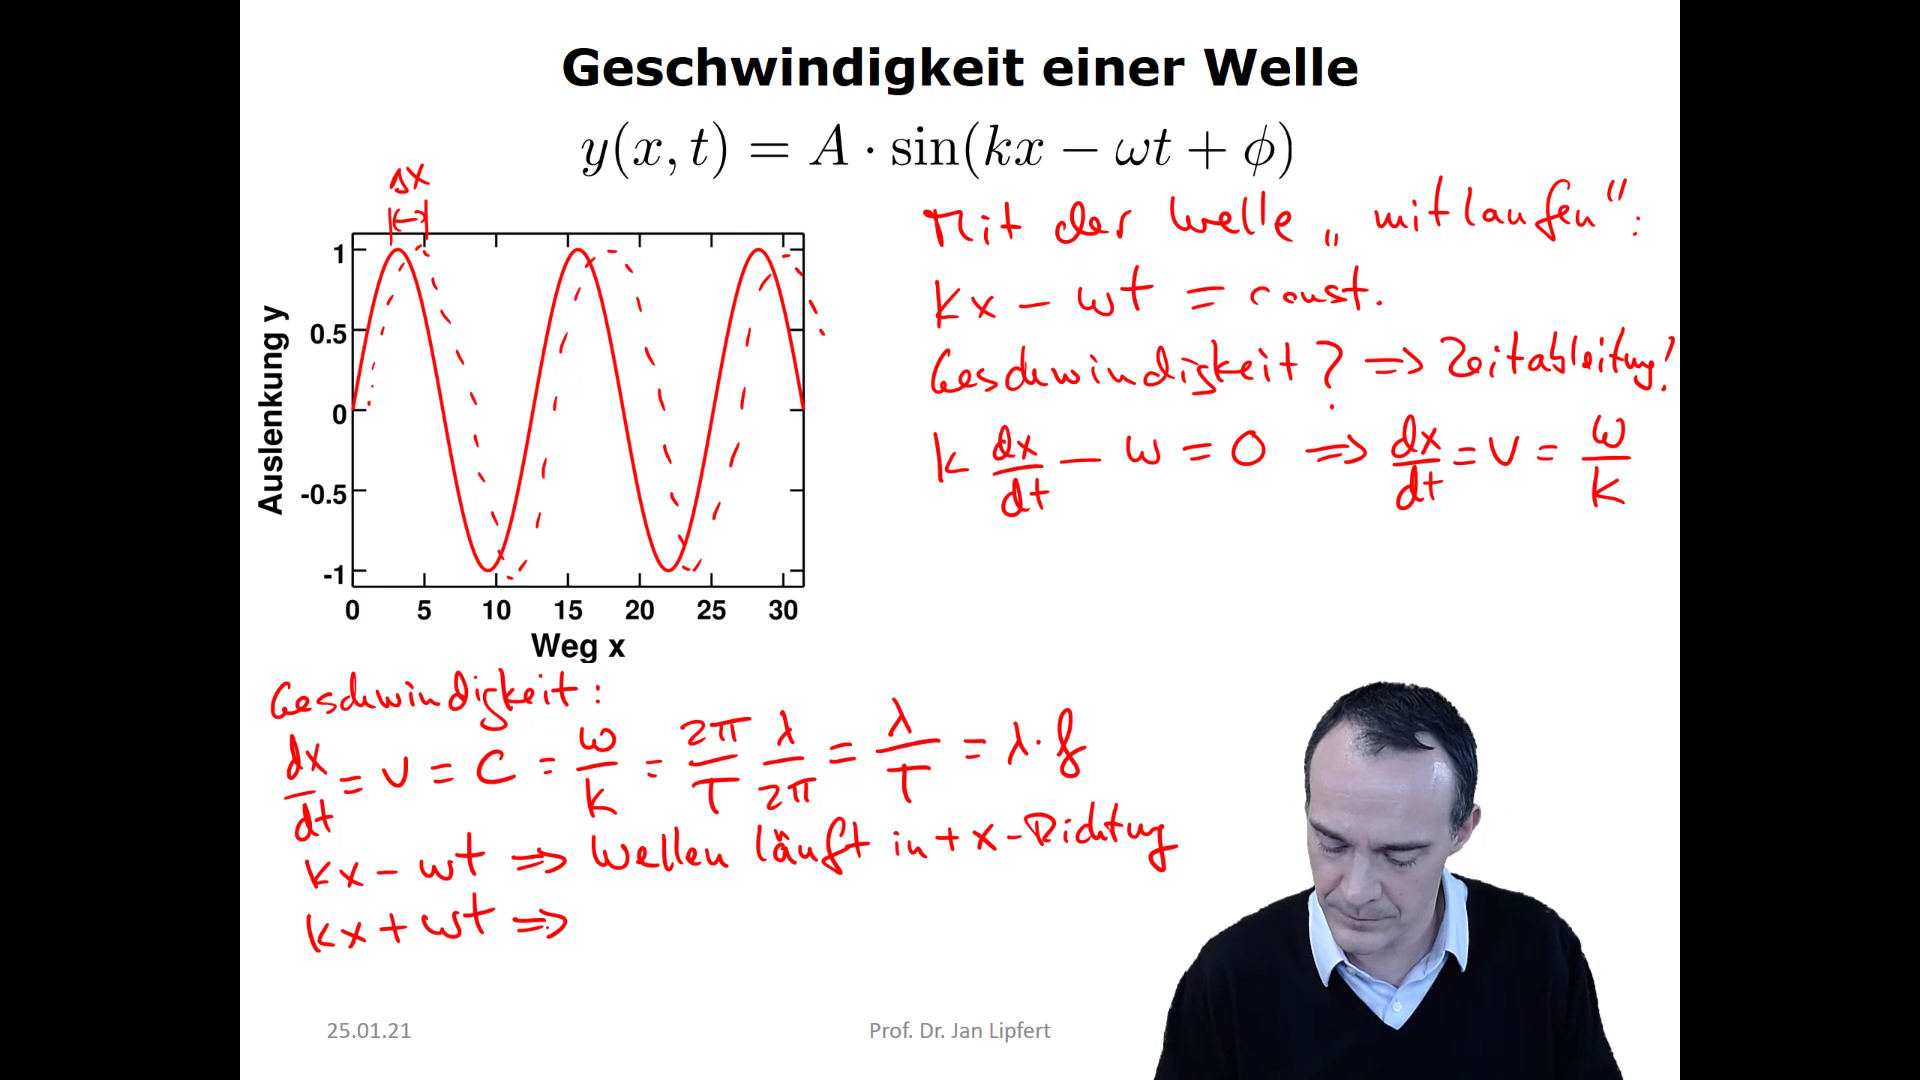 Geschwindigkeit einer Welle
y(x, t) = A · sin(kx − ωt + ϕ)
Δx
Mit der Welle „mitlaufen":
kx − ωt = const.
Geschwindigkeit? => Zeitableitung!
k dx/dt − ω = 0 => dx/dt = v = ω/k
Auslenkung y
1
0.5
0
-0.5
-1
0 5 10 15 20 25 30
Weg x
Geschwindigkeit:
dx/dt = v = c = ω/k = 2π/T λ/2π = λ/T = λ · f
kx − ωt => Wellen läuft in +x-Richtung
kx + ωt =>
25.01.21
Prof. Dr. Jan Lipfert